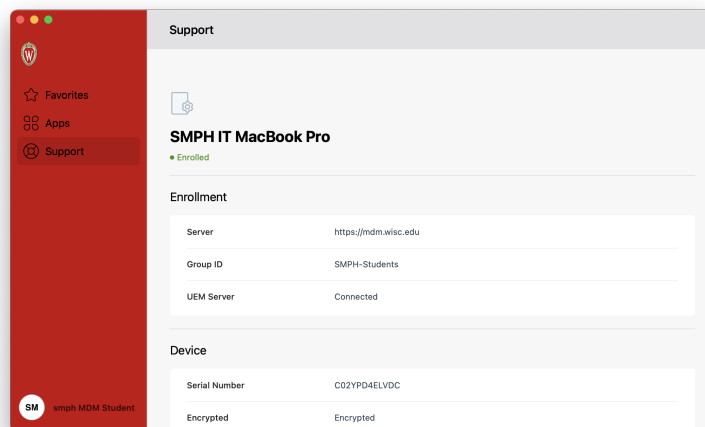 Support
W
Favorites
Apps
Support
SMPH IT MacBook Pro
Enrolled
Enrollment
Server https://mdm.wisc.edu
Group ID SMPH-Students
UEM Server Connected
Device
Serial Number C02YPD4ELVDC
Encrypted Encrypted
SM smph MDM Student